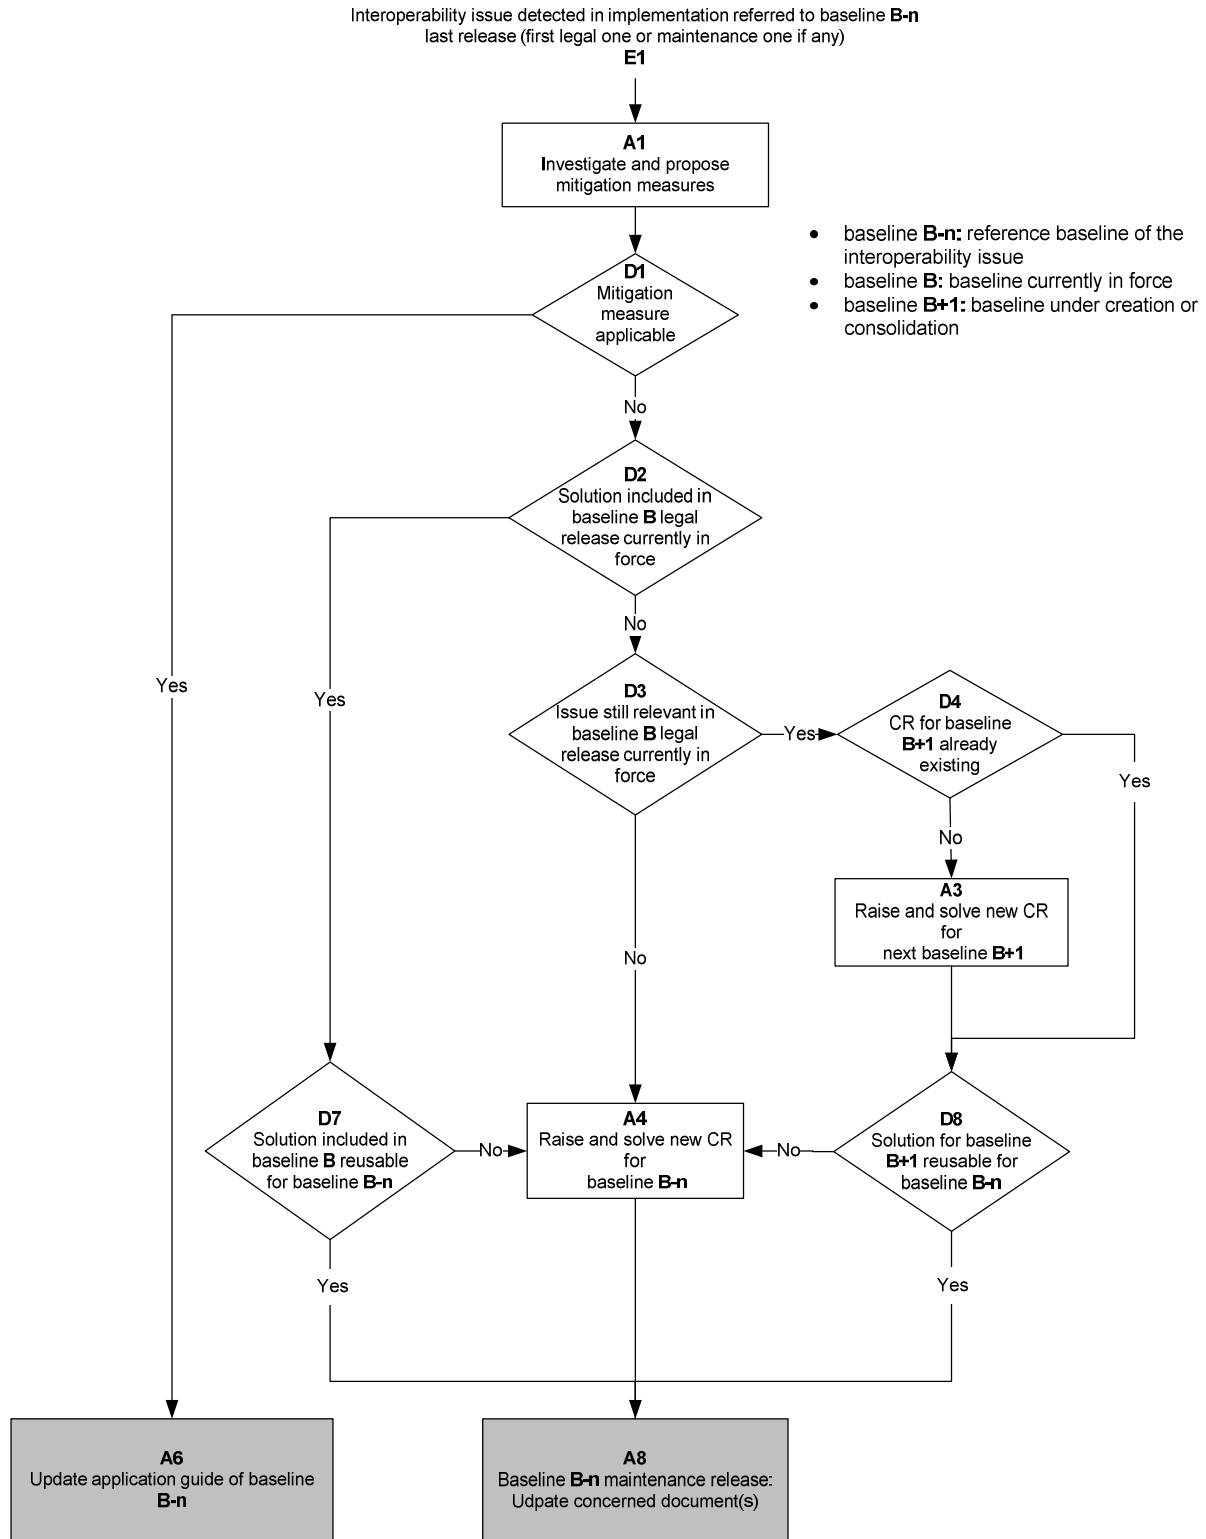 Interoperability issue detected in implementation referred to baseline B-n
last release (first legal one or maintenance one if any)
E1
A1
Investigate and propose
mitigation measures
• baseline B-n: reference baseline of the
interoperability issue
• baseline B: baseline currently in force
• baseline B+1: baseline under creation or
consolidation
D1
Mitigation
measure
applicable
No
D2
Solution included in
baseline B legal
release currently in
force
No
Yes
Yes
D3
Issue still relevant in
baseline B legal
release currently in
force
Yes
D4
CR for baseline
B+1 already
existing
Yes
No
A3
Raise and solve new CR
for
next baseline B+1
No
D7
Solution included in
baseline B reusable
for baseline B-n
No
A4
Raise and solve new CR
for
baseline B-n
No
D8
Solution for baseline
B+1 reusable for
baseline B-n
Yes
Yes
A6
Update application guide of baseline
B-n
A8
Baseline B-n maintenance release:
Udpate concerned document(s)